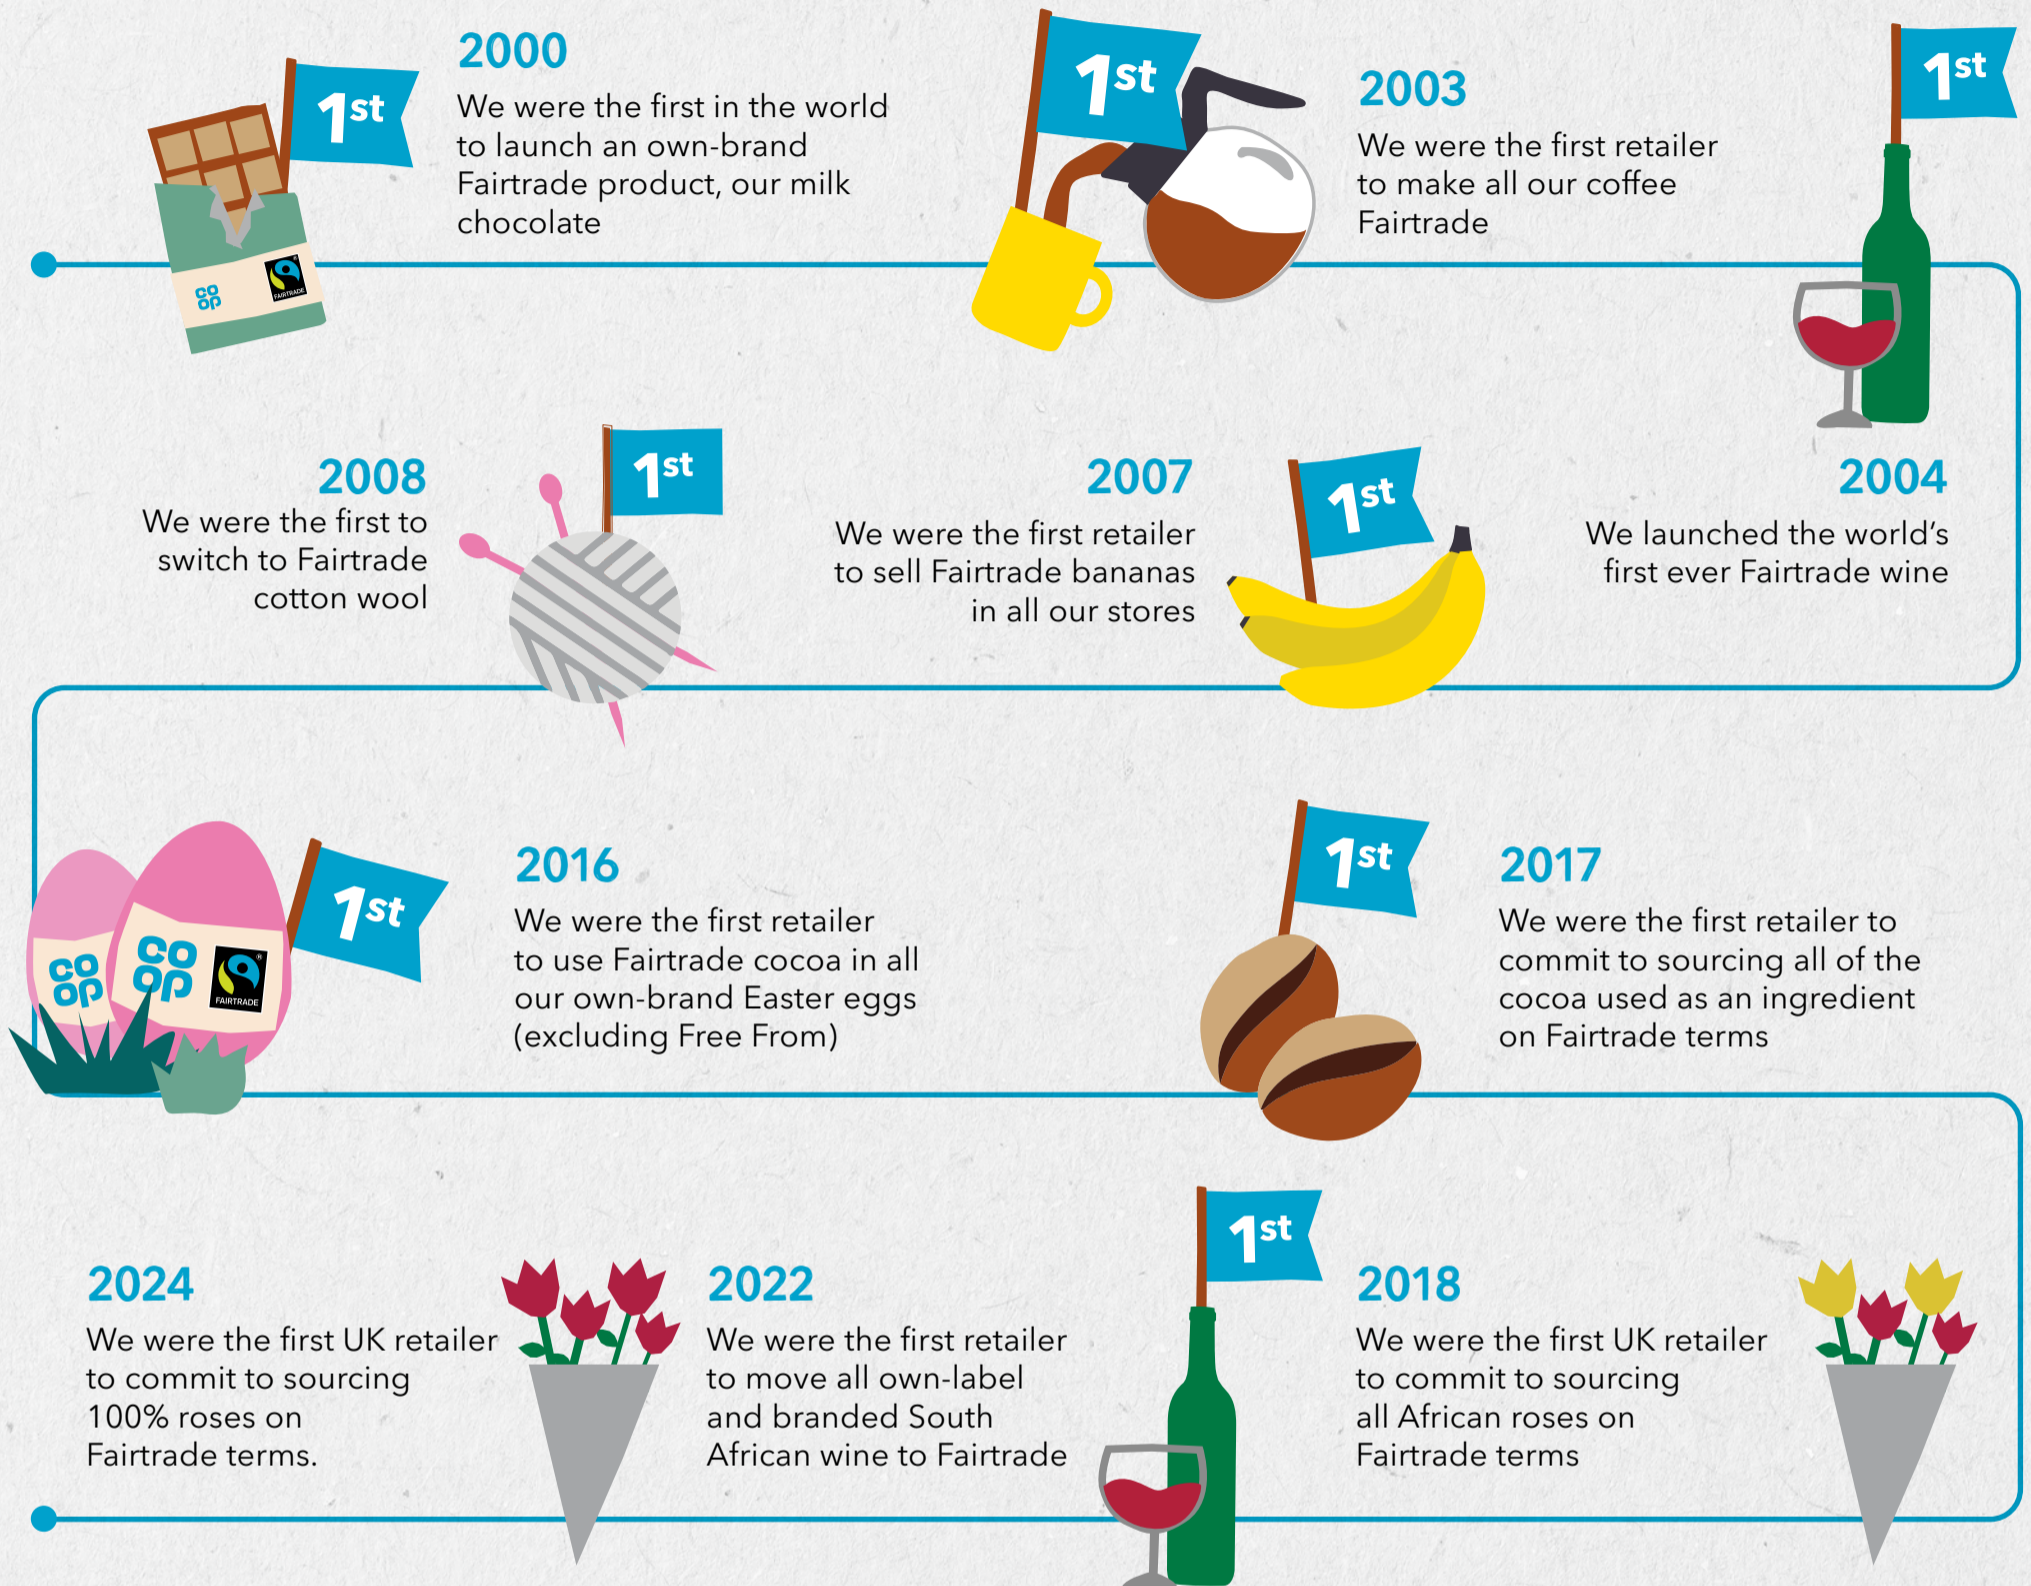 1st
2000
We were the first in the world
to launch an own-brand
Fairtrade product, our milk
chocolate
CO
OP
FAIRTRADE
1st
2003
We were the first retailer
to make all our coffee
Fairtrade
1st
2004
We launched the world's
first ever Fairtrade wine
1st
2007
We were the first retailer
to sell Fairtrade bananas
in all our stores
1st
2008
We were the first to
switch to Fairtrade
cotton wool
CO
OP
CO
OP
FAIRTRADE
1st
2016
We were the first retailer
to use Fairtrade cocoa in all
our own-brand Easter eggs
(excluding Free From)
1st
2017
We were the first retailer to
commit to sourcing all of the
cocoa used as an ingredient
on Fairtrade terms
2018
We were the first UK retailer
to commit to sourcing
all African roses on
Fairtrade terms
1st
2022
We were the first retailer
to move all own-label
and branded South
African wine to Fairtrade
2024
We were the first UK retailer
to commit to sourcing
100% roses on
Fairtrade terms.